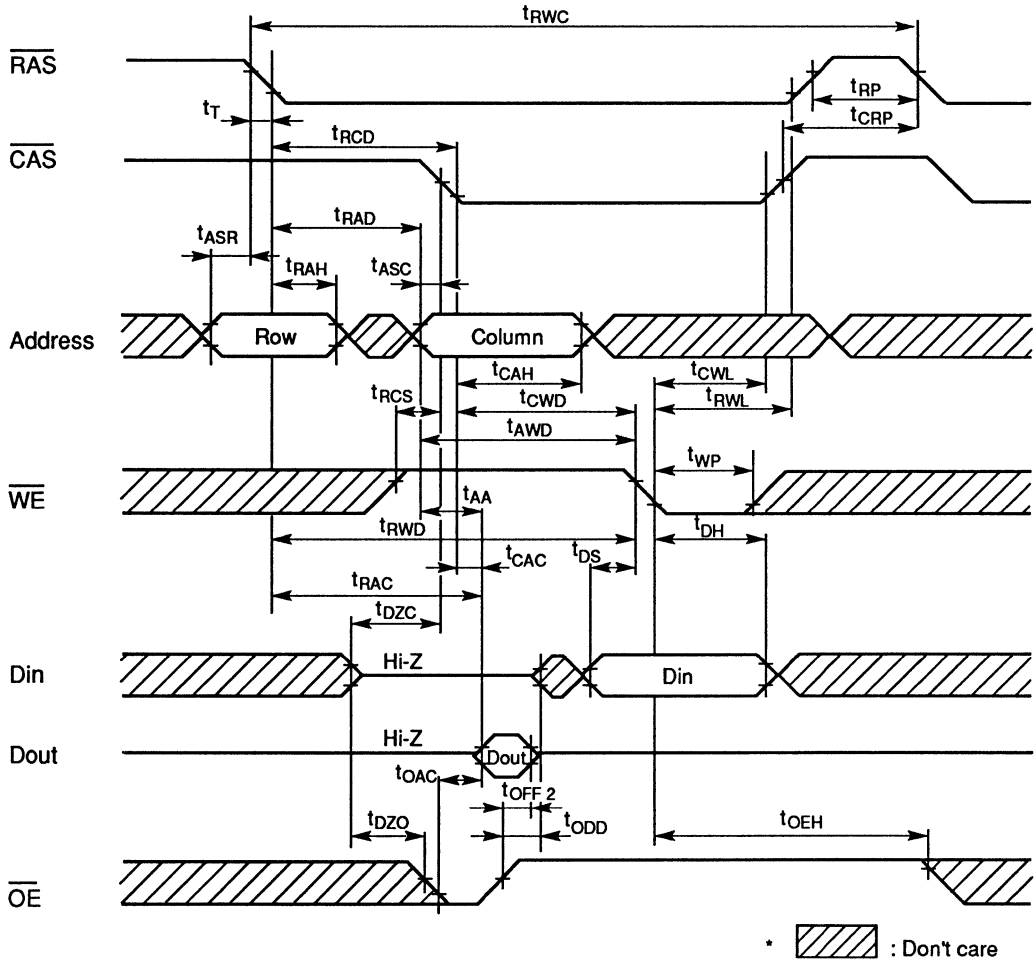 tRWC
RAS
tRP
tT
tCRP
tRCD
CAS
tRAD
tASR
tRAH
tASC
Address
Row
Column
tCAH
tCWL
tRCS
tCWD
tRWL
tAWD
tWP
WE
tAA
tRWD
tDH
tCAC
tDS
tRAC
tDZC
Din
Hi-Z
Din
Dout
Hi-Z
Dout
tOAC
tOFF 2
tDZO
tODD
tOEH
OE
* : Don't care